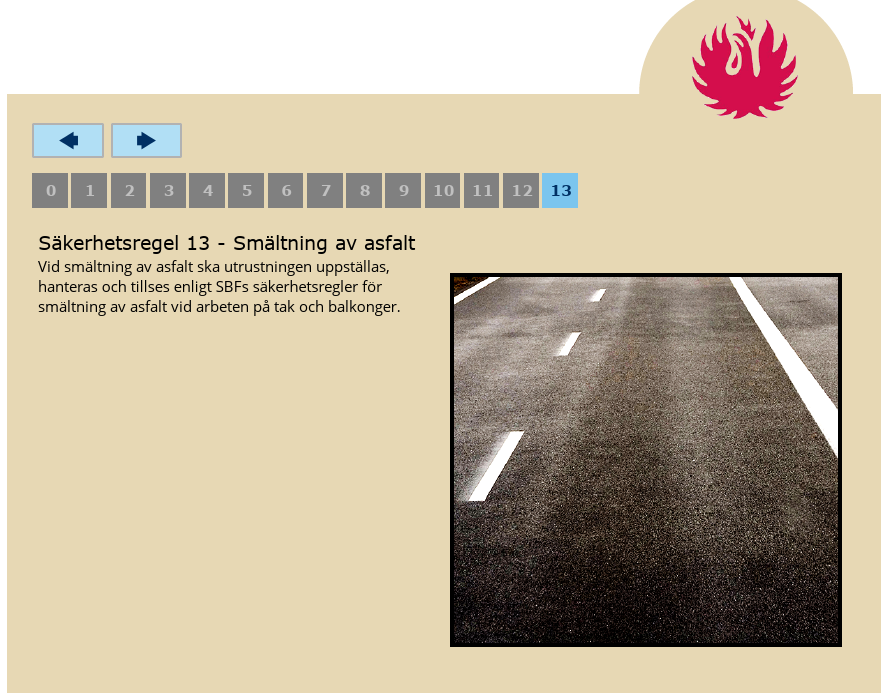 0 1 2 3 4 5 6 7 8 9 10 11 12 13
Säkerhetsregel 13 - Smältning av asfalt
Vid smältning av asfalt ska utrustningen uppställas,
hanteras och tillses enligt SBFs säkerhetsregler för
smältning av asfalt vid arbeten på tak och balkonger.